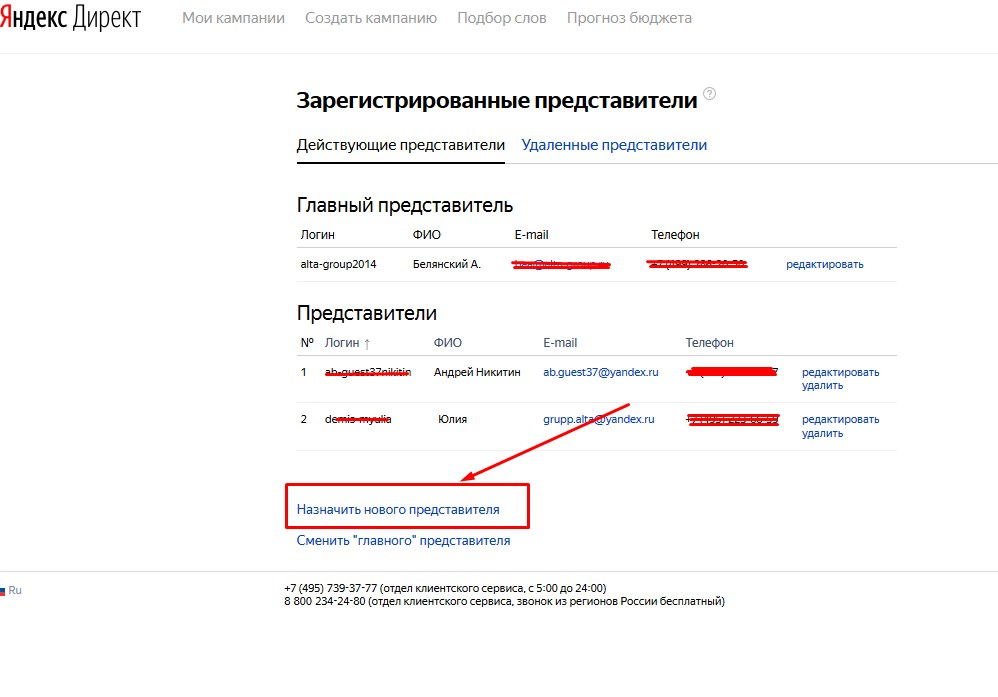 Яндекс Директ Мои кампании Создать кампанию Подбор слов Прогноз бюджета
Зарегистрированные представители ?
Действующие представители Удаленные представители
Главный представитель
Логин ФИО E-mail Телефон
alta-group2014 Белянский А. редактировать
Представители
№ Логин ↑ ФИО E-mail Телефон
1 Андрей Никитин ab.guest37@yandex.ru редактировать
удалить
2 Юлия grupp.alta@yandex.ru редактировать
удалить
Назначить нового представителя
Сменить "главного" представителя
Ru
+7 (495) 739-37-77 (отдел клиентского сервиса, с 5:00 до 24:00)
8 800 234-24-80 (отдел клиентского сервиса, звонок из регионов России бесплатный)